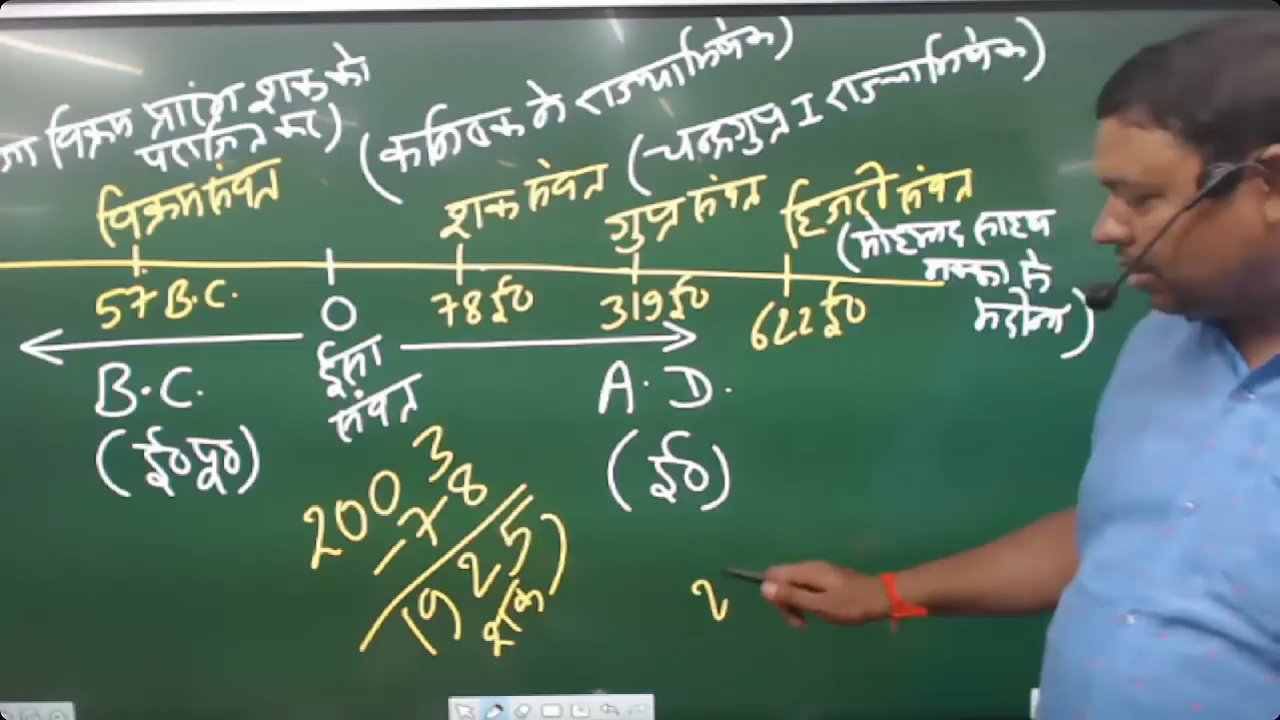 विक्रम प्रारंभ शक को
पराजित कर)
(कनिष्क के राज्याभिषेक)
(चन्द्रगुप्त I राज्याभिषेक)
विक्रम संवत
शक संवत
गुप्त संवत
हिजरी संवत
(मोहम्मद साहब
मक्का से
मदीना)
57 B.C.
0
78 ई०
319 ई०
622 ई०
ईसा
संवत
B.C.
(ई०पू०)
A.D.
(ई०)
2003
-78
1925
शक)
2